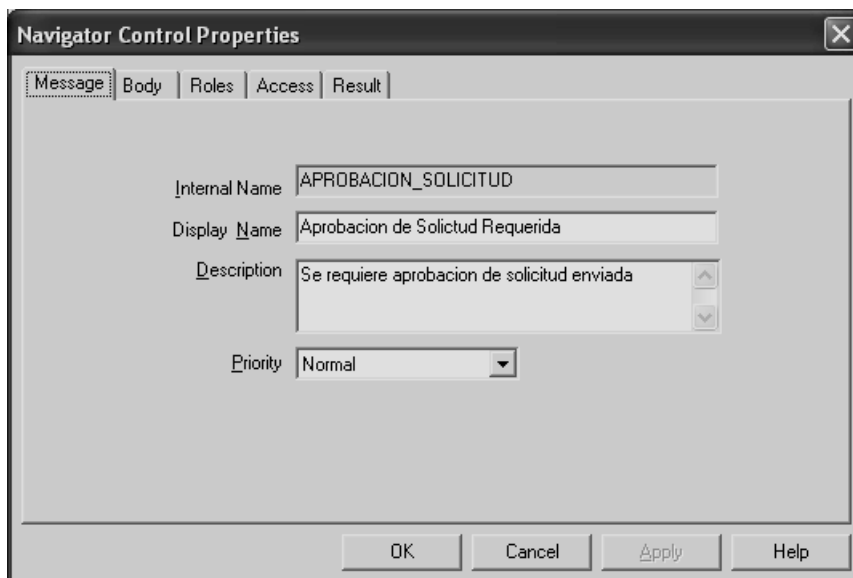 Navigator Control Properties
Message Body Roles Access Result
Internal Name APROBACION_SOLICITUD
Display Name Aprobacion de Solictud Requerida
Description Se requiere aprobacion de solicitud enviada
Priority Normal
OK Cancel Apply Help